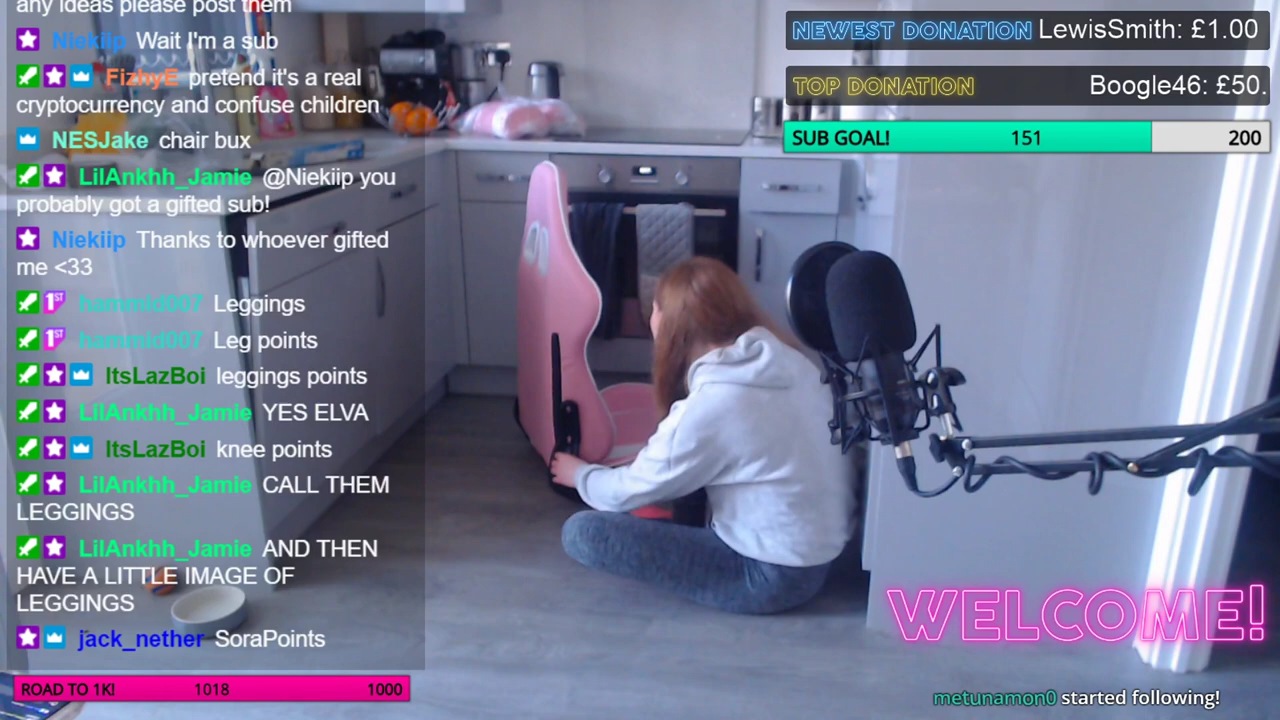 any ideas please post them
Niekiip Wait I'm a sub
FizhyE pretend it's a real
cryptocurrency and confuse children
NESJake chair bux
LilAnkhh_Jamie @Niekiip you
probably got a gifted sub!
Niekiip Thanks to whoever gifted
me <33
1ST hammid007 Leggings
1ST hammid007 Leg points
ItsLazBoi leggings points
LilAnkhh_Jamie YES ELVA
ItsLazBoi knee points
LilAnkhh_Jamie CALL THEM
LEGGINGS
LilAnkhh_Jamie AND THEN
HAVE A LITTLE IMAGE OF
LEGGINGS
jack_nether SoraPoints
ROAD TO 1K! 1018 1000
NEWEST DONATION LewisSmith: £1.00
TOP DONATION Boogle46: £50.
SUB GOAL! 151 200
WELCOME!
metunamon0 started following!